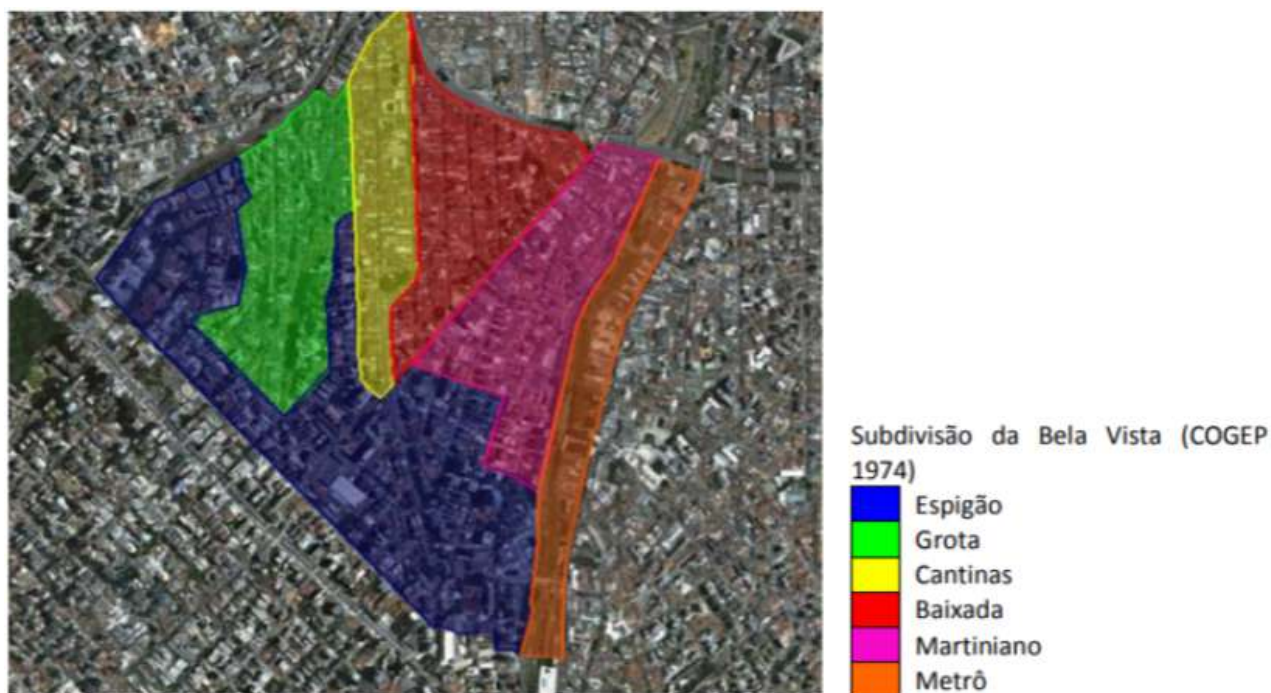 Subdivisão da Bela Vista (COGEP
1974)
Espigão
Grota
Cantinas
Baixada
Martiniano
Metrô